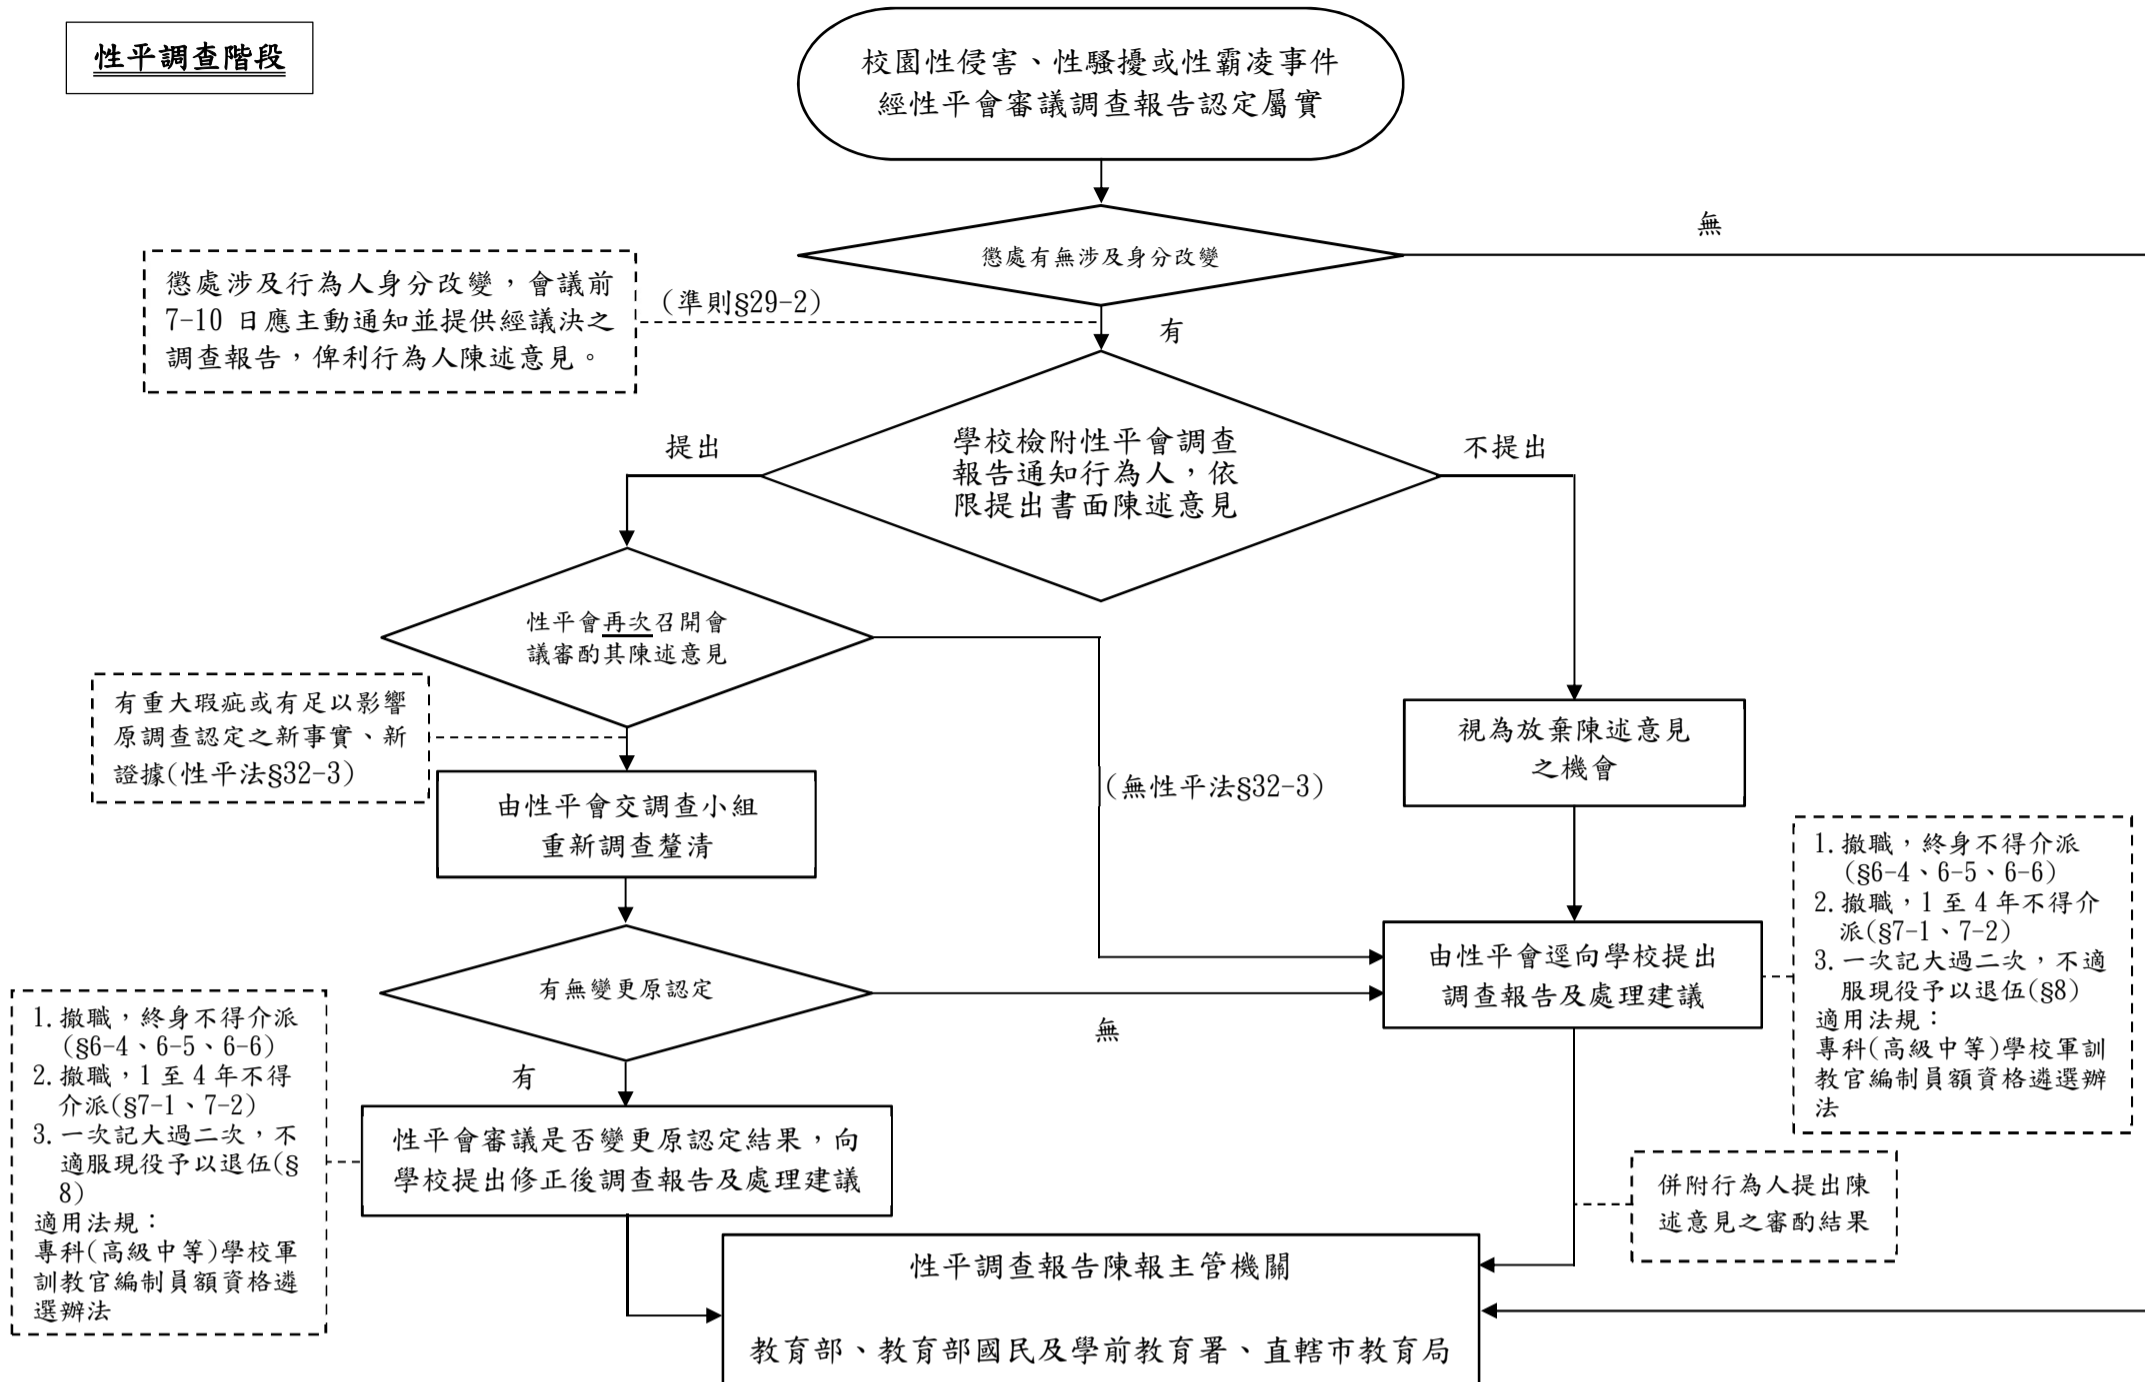 性平調查階段
校園性侵害、性騷擾或性霸凌事件
經性平會審議調查報告認定屬實
懲處有無涉及身分改變
無
懲處涉及行為人身分改變，會議前
7-10 日應主動通知並提供經議決之
調查報告，俾利行為人陳述意見。
(準則§29-2)
有
學校檢附性平會調查
報告通知行為人，依
限提出書面陳述意見
提出
不提出
性平會再次召開會
議審酌其陳述意見
有重大瑕疵或有足以影響
原調查認定之新事實、新
證據(性平法§32-3)
(無性平法§32-3)
視為放棄陳述意見
之機會
由性平會交調查小組
重新調查釐清
由性平會逕向學校提出
調查報告及處理建議
1. 撤職，終身不得介派
(§6-4、6-5、6-6)
2. 撤職，1 至 4 年不得介
派(§7-1、7-2)
3. 一次記大過二次，不適
服現役予以退伍(§8)
適用法規：
專科(高級中等)學校軍訓
教官編制員額資格遴選辦
法
有無變更原認定
無
有
1. 撤職，終身不得介派
(§6-4、6-5、6-6)
2. 撤職，1 至 4 年不得
介派(§7-1、7-2)
3. 一次記大過二次，不
適服現役予以退伍(§
8)
適用法規：
專科(高級中等)學校軍
訓教官編制員額資格遴
選辦法
性平會審議是否變更原認定結果，向
學校提出修正後調查報告及處理建議
併附行為人提出陳
述意見之審酌結果
性平調查報告陳報主管機關
教育部、教育部國民及學前教育署、直轄市教育局